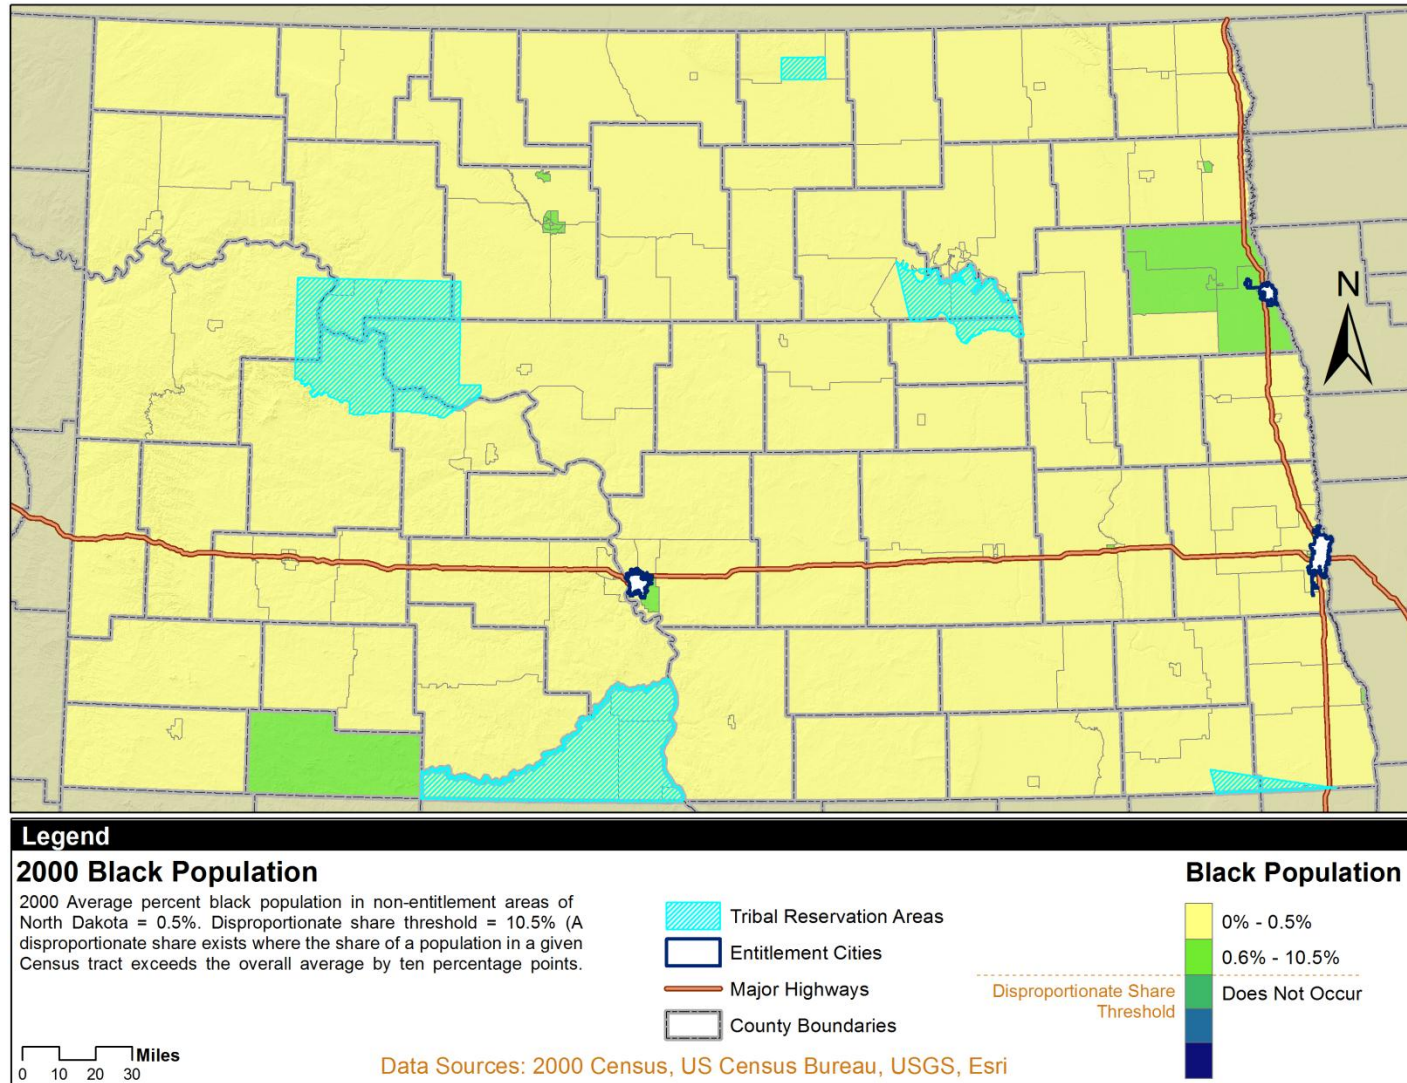 N
Legend
2000 Black Population
2000 Average percent black population in non-entitlement areas of
North Dakota = 0.5%. Disproportionate share threshold = 10.5% (A
disproportionate share exists where the share of a population in a given
Census tract exceeds the overall average by ten percentage points.
Miles
0 10 20 30
Tribal Reservation Areas
Entitlement Cities
Major Highways
County Boundaries
Data Sources: 2000 Census, US Census Bureau, USGS, Esri
Black Population
0% - 0.5%
0.6% - 10.5%
Disproportionate Share
Threshold
Does Not Occur